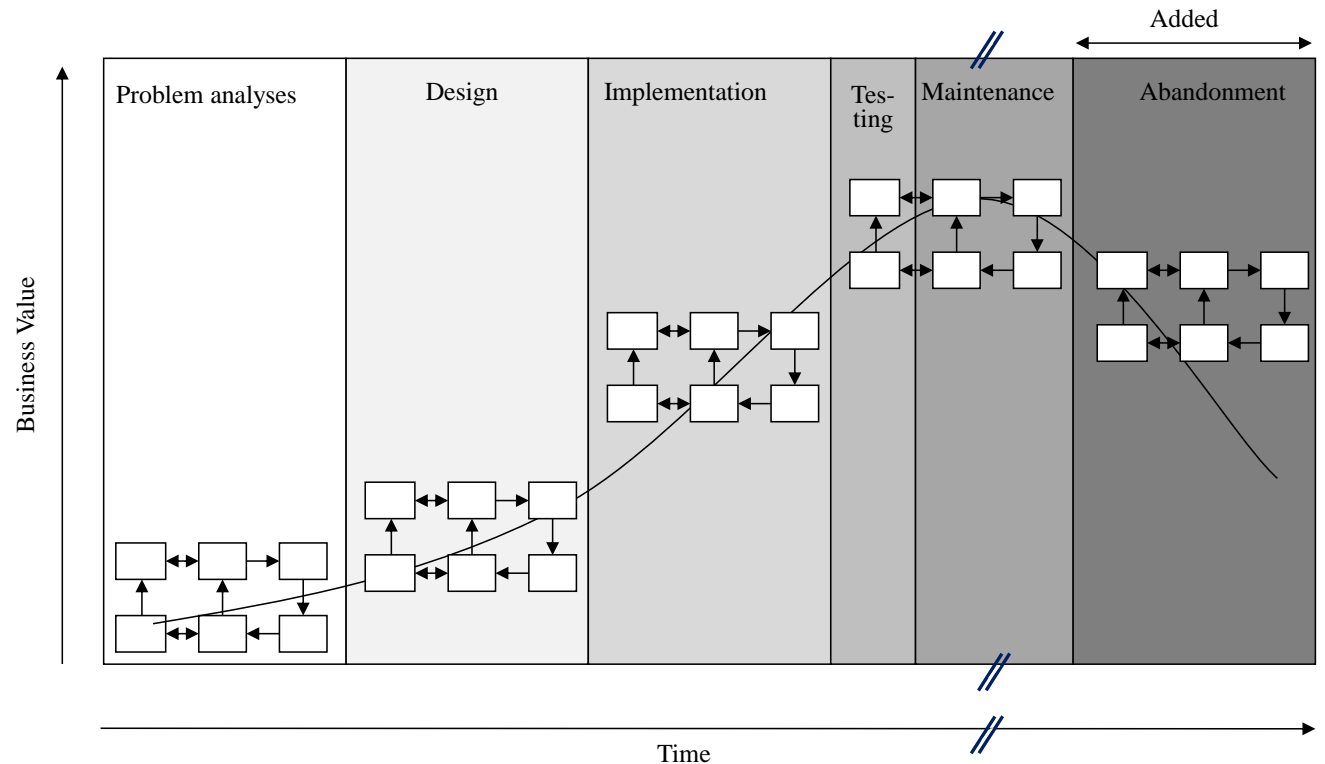 Added
Problem analyses
Design
Implementation
Tes-
ting
Maintenance
Abandonment
Business Value
Time